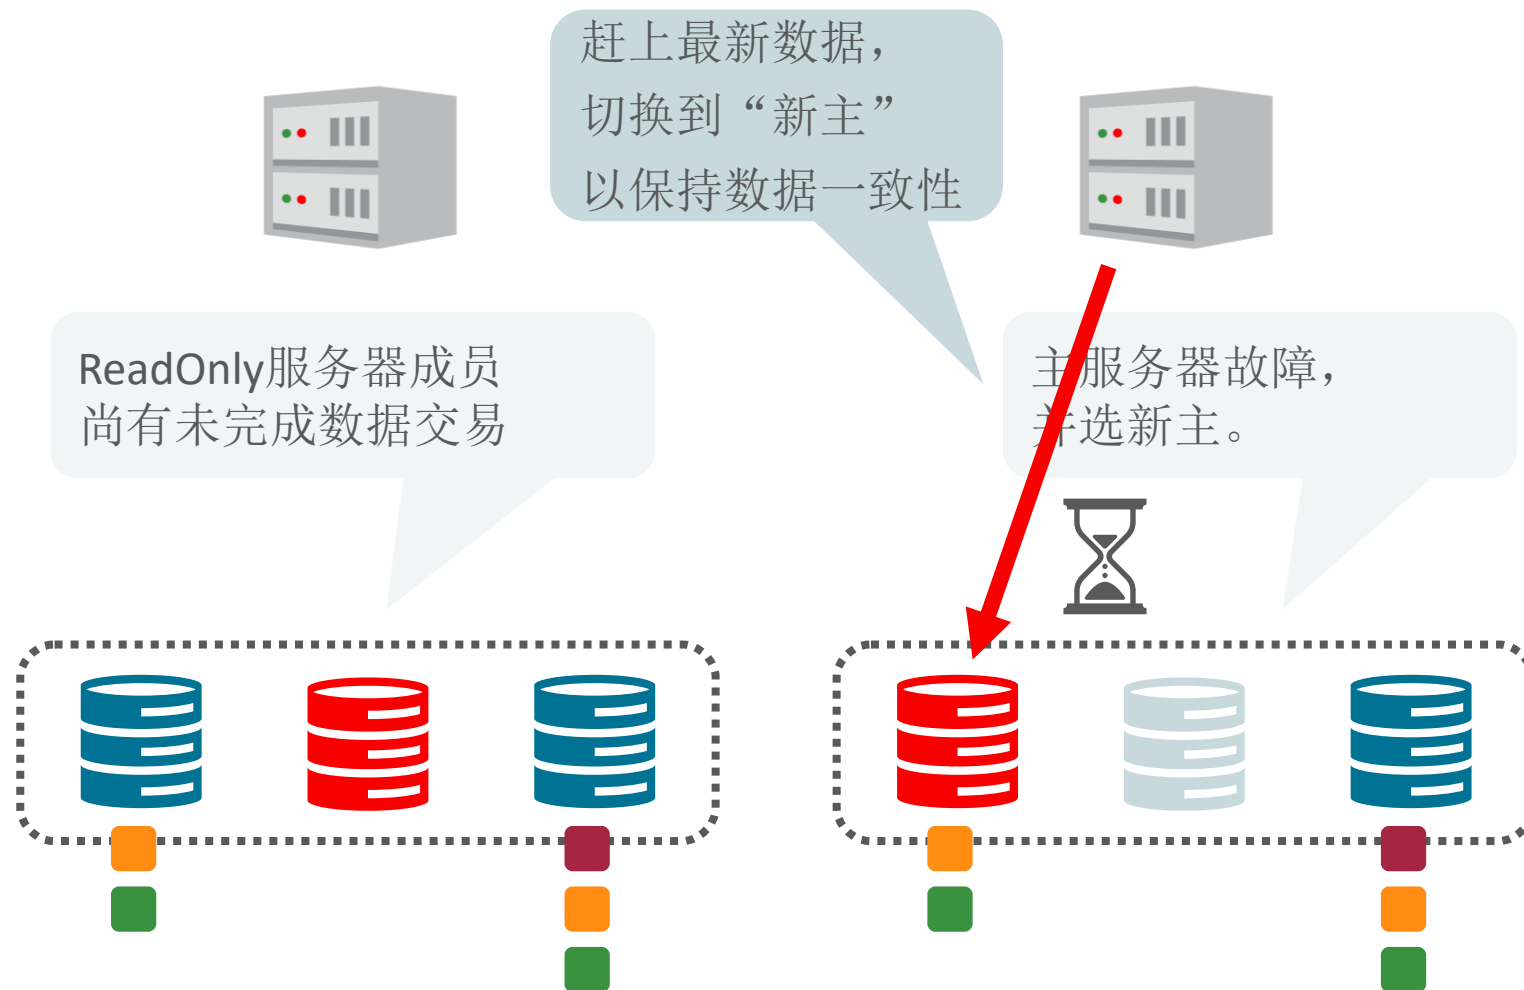 赶上最新数据，
切换到“新主”
以保持数据一致性
ReadOnly服务器成员
尚有未完成数据交易
主服务器故障，
并选新主。